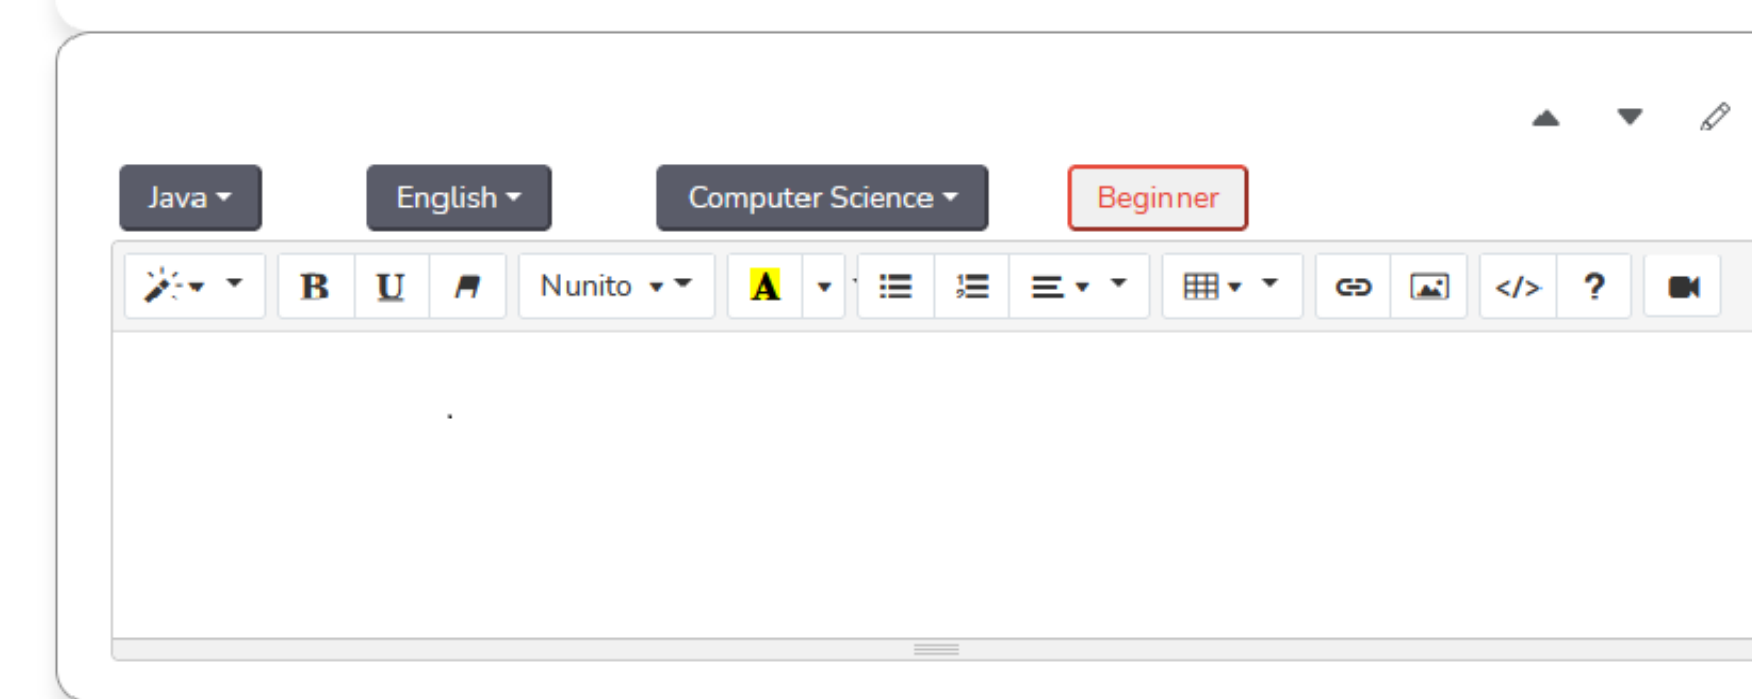 Java English Computer Science Beginner
B U Nunito A </> ?
.